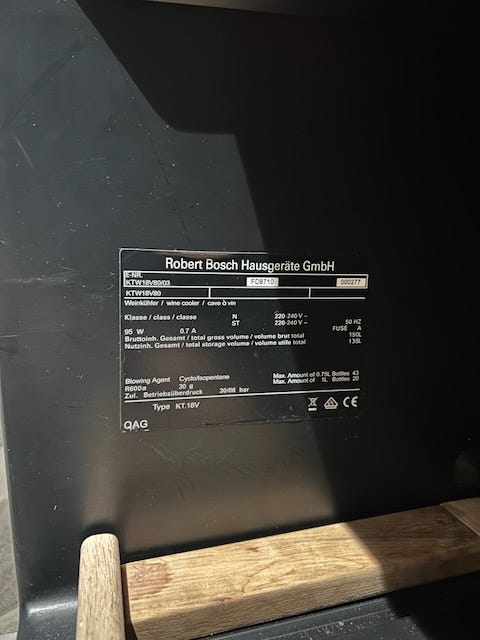 Robert Bosch Hausgeräte GmbH
E-NR. KTW18V80/03 FD8710 000277
KTW18V80
Weinkühler / wine cooler / cave à vin
Klasse / class / classe N 220-240 V ~ 50 HZ
ST 220-240 V ~ FUSE A
95 W 0.7 A
Bruttoinh. Gesamt / total gross volume / volume brut total 150L
Nutzinh. Gesamt / total storage volume / volume utile total 135L
Blowing Agent Cyclo/Isopentane Max. Amount of 0.75L Bottles 43
R600a 30 g Max. Amount of 1L Bottles 20
Zul. Betriebsüberdruck 30/08 bar
Type KT.18V CE
QAG